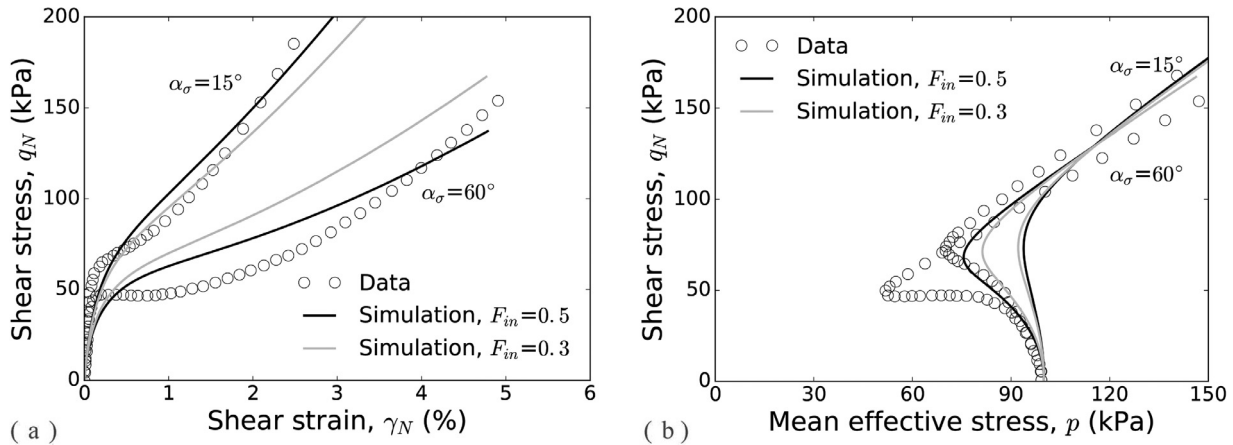 200
150
100
50
0
Shear stress, q_N (kPa)
α_σ=15°
α_σ=60°
Data
Simulation, F_in=0.5
Simulation, F_in=0.3
0 1 2 3 4 5 6
Shear strain, γ_N (%)
( a )
200
150
100
50
0
Shear stress, q_N (kPa)
Data
Simulation, F_in=0.5
Simulation, F_in=0.3
α_σ=15°
α_σ=60°
0 30 60 90 120 150
Mean effective stress, p (kPa)
( b )